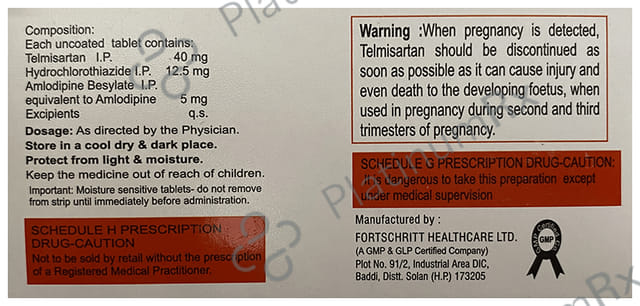 Composition:
Each uncoated tablet contains:
Telmisartan I.P. 40 mg
Hydrochlorothiazide I.P. 12.5 mg
Amlodipine Besylate I.P.
equivalent to Amlodipine 5 mg
Excipients q.s.
Dosage: As directed by the Physician.
Store in a cool dry & dark place.
Protect from light & moisture.
Keep the medicine out of reach of children.
Important: Moisture sensitive tablets- do not remove
from strip until immediately before administration.
SCHEDULE H PRESCRIPTION
DRUG-CAUTION
Not to be sold by retail without the prescription
of a Registered Medical Practitioner.
Warning :When pregnancy is detected,
Telmisartan should be discontinued as
soon as possible as it can cause injury and
even death to the developing foetus, when
used in pregnancy during second and third
trimesters of pregnancy.
SCHEDULE G PRESCRIPTION DRUG-CAUTION:
It is dangerous to take this preparation except
under medical supervision
Manufactured by :
FORTSCHRITT HEALTHCARE LTD.
(A GMP & GLP Certified Company)
Plot No. 91/2, Industrial Area DIC,
Baddi, Distt. Solan (H.P.) 173205
GMP
PlatinumRx